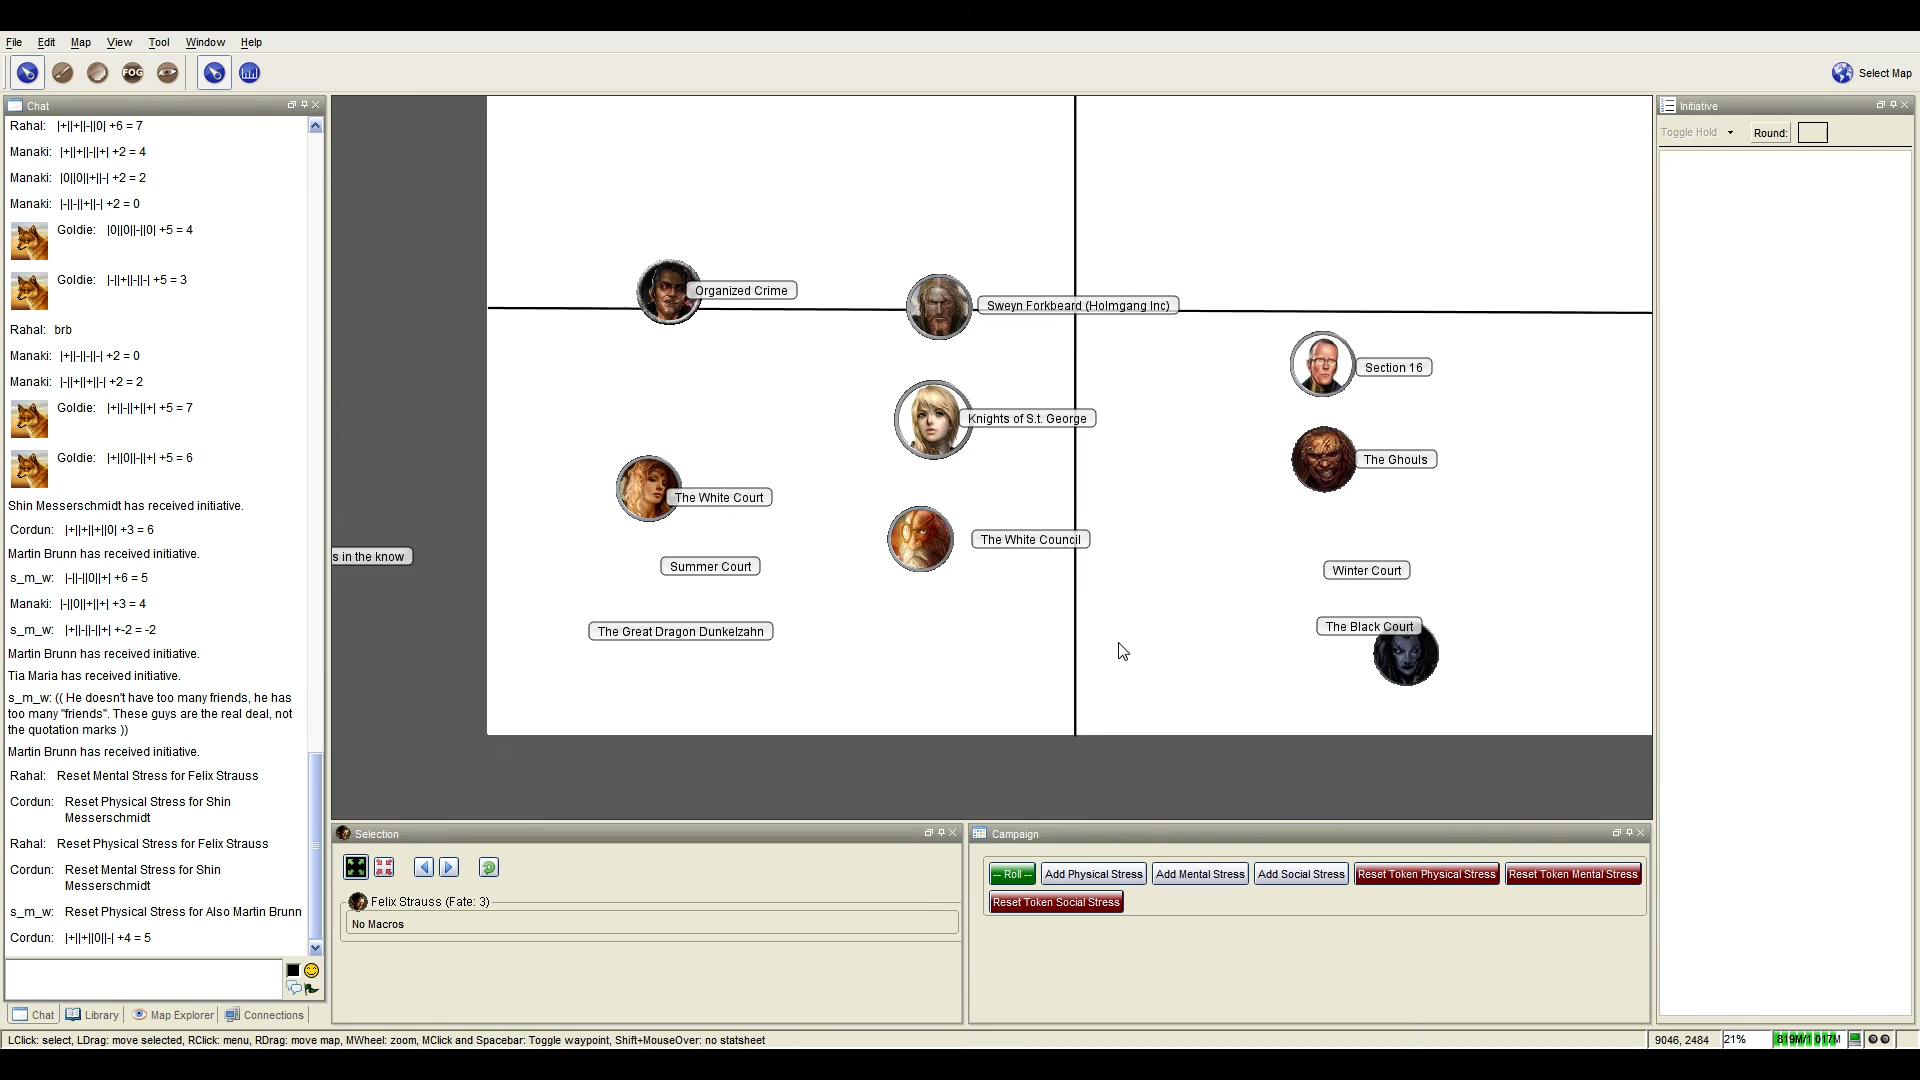 File Edit Map View Tool Window Help
FOG
Select Map
Chat
Rahal: |+||+||-||0| +6 = 7
Manaki: |+||+||-||+| +2 = 4
Manaki: |0||0||+||-| +2 = 2
Manaki: |-||-||+||-| +2 = 0
Goldie: |0||0||-||0| +5 = 4
Goldie: |-||+||-||-| +5 = 3
Rahal: brb
Manaki: |+||-||-||-| +2 = 0
Manaki: |-||+||+||-| +2 = 2
Goldie: |+||-||+||+| +5 = 7
Goldie: |+||0||-||+| +5 = 6
Shin Messerschmidt has received initiative.
Cordun: |+||+||+||0| +3 = 6
Martin Brunn has received initiative.
s_m_w: |-||-||0||+| +6 = 5
Manaki: |-||0||+||+| +3 = 4
s_m_w: |+||-||-||+| +-2 = -2
Martin Brunn has received initiative.
Tia Maria has received initiative.
s_m_w: (( He doesn't have too many friends, he has
too many "friends". These guys are the real deal, not
the quotation marks ))
Martin Brunn has received initiative.
Rahal: Reset Mental Stress for Felix Strauss
Cordun: Reset Physical Stress for Shin
Messerschmidt
Rahal: Reset Physical Stress for Felix Strauss
Cordun: Reset Mental Stress for Shin
Messerschmidt
s_m_w: Reset Physical Stress for Also Martin Brunn
Cordun: |+||+||0||-| +4 = 5
Chat Library Map Explorer Connections
Organized Crime
Sweyn Forkbeard (Holmgang Inc)
Section 16
Knights of S.t. George
The Ghouls
The White Court
The White Council
s in the know
Summer Court
Winter Court
The Great Dragon Dunkelzahn
The Black Court
Initiative
Toggle Hold Round:
Selection
Felix Strauss (Fate: 3)
No Macros
Campaign
-- Roll -- Add Physical Stress Add Mental Stress Add Social Stress Reset Token Physical Stress Reset Token Mental Stress
Reset Token Social Stress
LClick: select, LDrag: move selected, RClick: menu, RDrag: move map, MWheel: zoom, MClick and Spacebar: Toggle waypoint, Shift+MouseOver: no statsheet
9046, 2484 21% 819M/1 017M